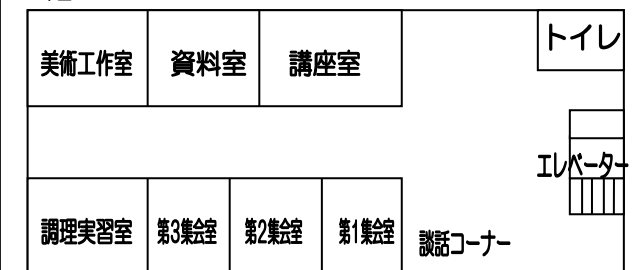 美術工作室
資料室
講座室
トイレ
エレベーター
調理実習室
第3集会室
第2集会室
第1集会室
談話コーナー